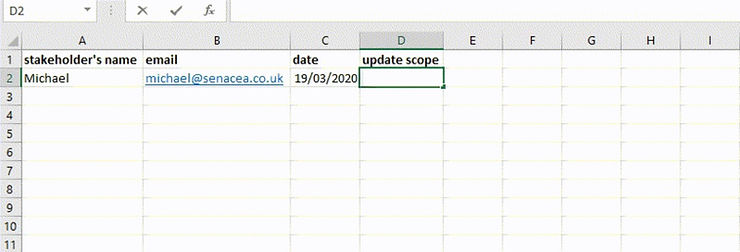 D2 fx
A B C D E F G H I
1 stakeholder's name email date update scope
2 Michael michael@senacea.co.uk 19/03/2020
3
4
5
6
7
8
9
10
11